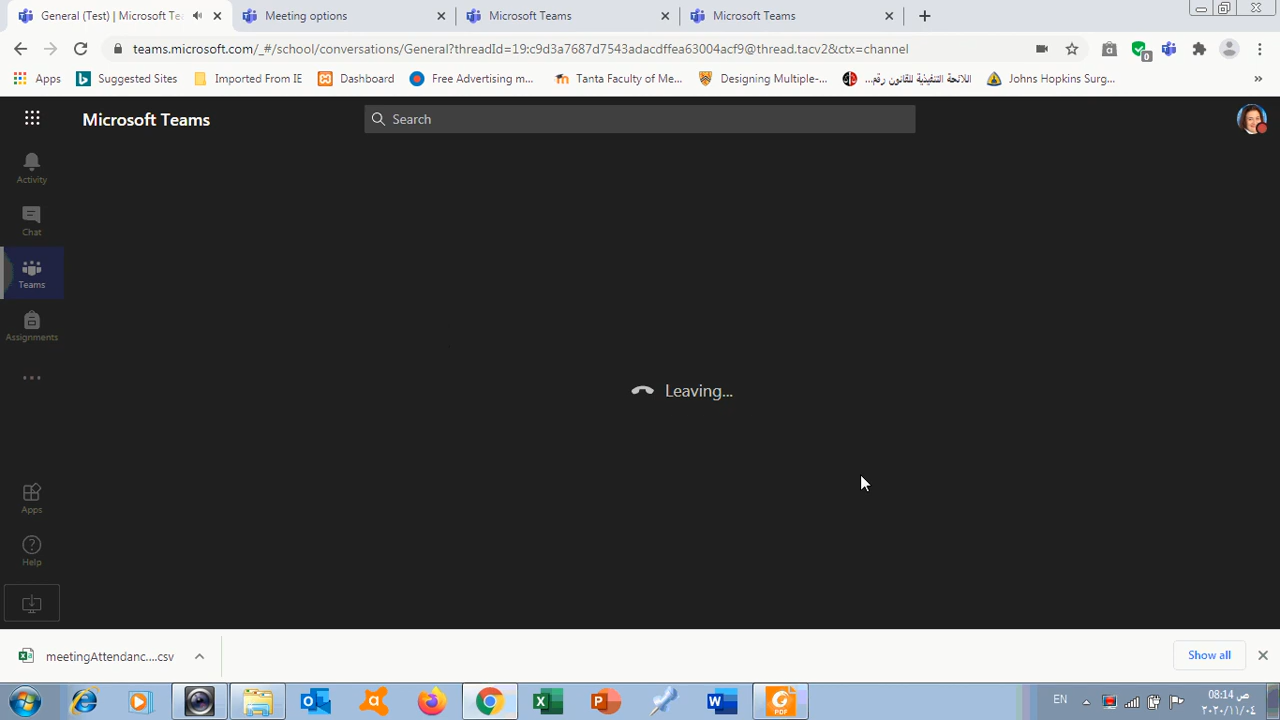 General (Test) | Microsoft Te
Meeting options
Microsoft Teams
Microsoft Teams
teams.microsoft.com/_#/school/conversations/General?threadId=19:c9d3a7687d7543adacdffea63004acf9@thread.tacv2&ctx=channel
0
Apps
Suggested Sites
Imported From IE
Dashboard
Free Advertising m...
Tanta Faculty of Me...
Designing Multiple-...
اللائحة التنفيذية للقانون رقم...
Johns Hopkins Surg...
»
Microsoft Teams
Search
Activity
Chat
Teams
Assignments
Leaving...
Apps
Help
meetingAttendanc....csv
Show all
PDF
EN
08:14 ص
٢٠٢٠/١١/٠٤